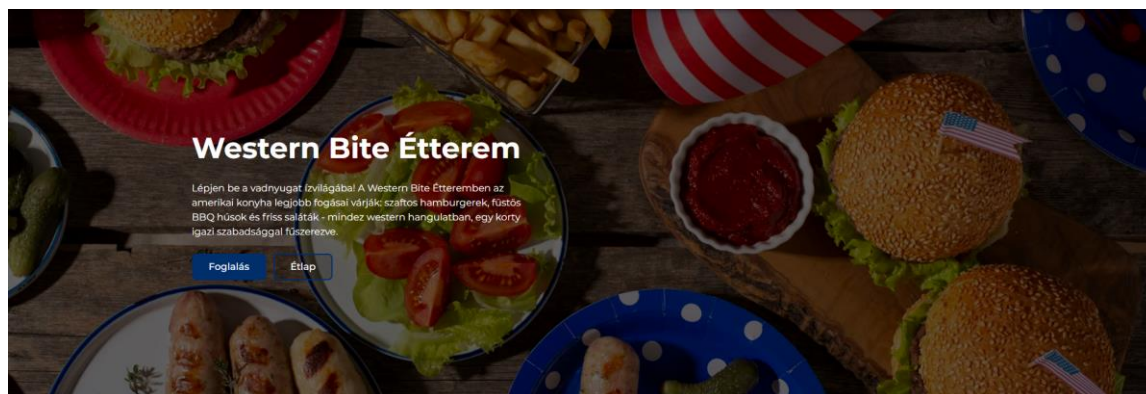 Western Bite Étterem
Lépjen be a vadnyugat ízvilágába! A Western Bite Étteremben az
amerikai konyha legjobb fogásai várják: szaftos hamburgerek, füstös
BBQ húsok és friss saláták - mindez western hangulatban, egy korty
igazi szabadsággal fűszerezve.
Foglalás
Étlap